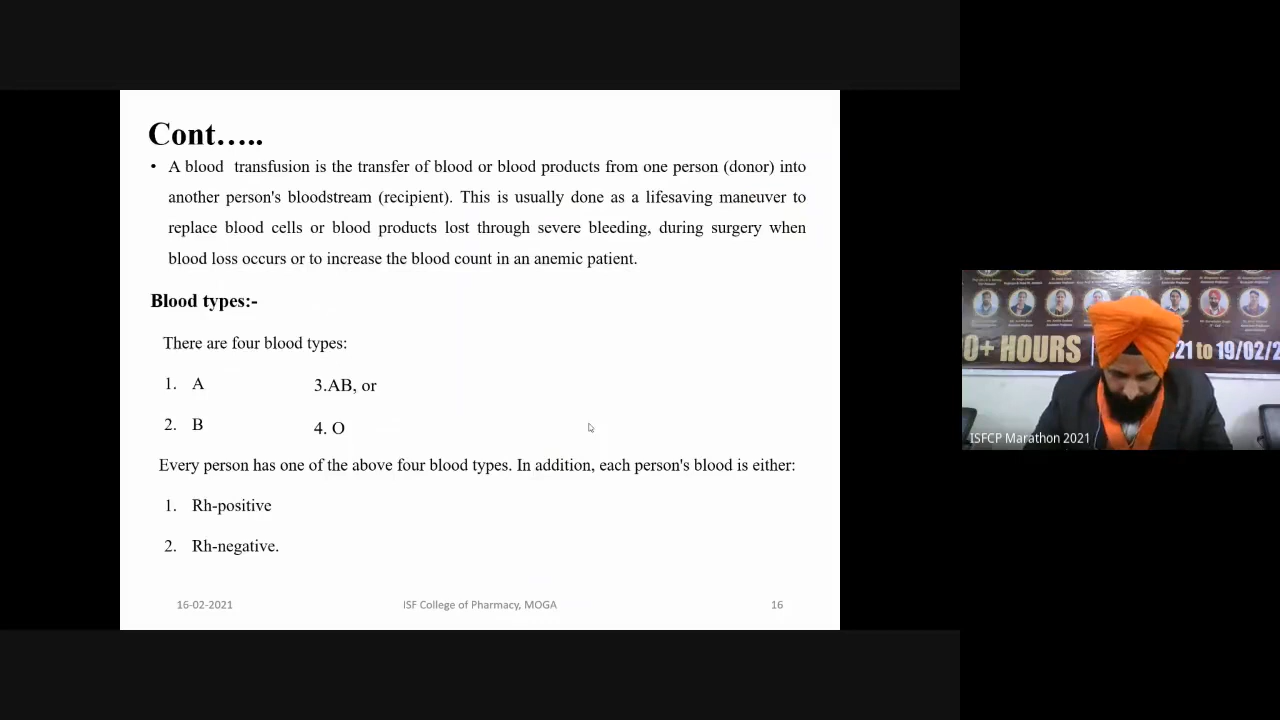 Cont…..
• A blood transfusion is the transfer of blood or blood products from one person (donor) into
another person's bloodstream (recipient). This is usually done as a lifesaving maneuver to
replace blood cells or blood products lost through severe bleeding, during surgery when
blood loss occurs or to increase the blood count in an anemic patient.
Blood types:-
There are four blood types:
1. A 3.AB, or
2. B 4. O
Every person has one of the above four blood types. In addition, each person's blood is either:
1. Rh-positive
2. Rh-negative.
16-02-2021 ISF College of Pharmacy, MOGA 16
0+ HOURS 21 to 19/02/2
ISFCP Marathon 2021